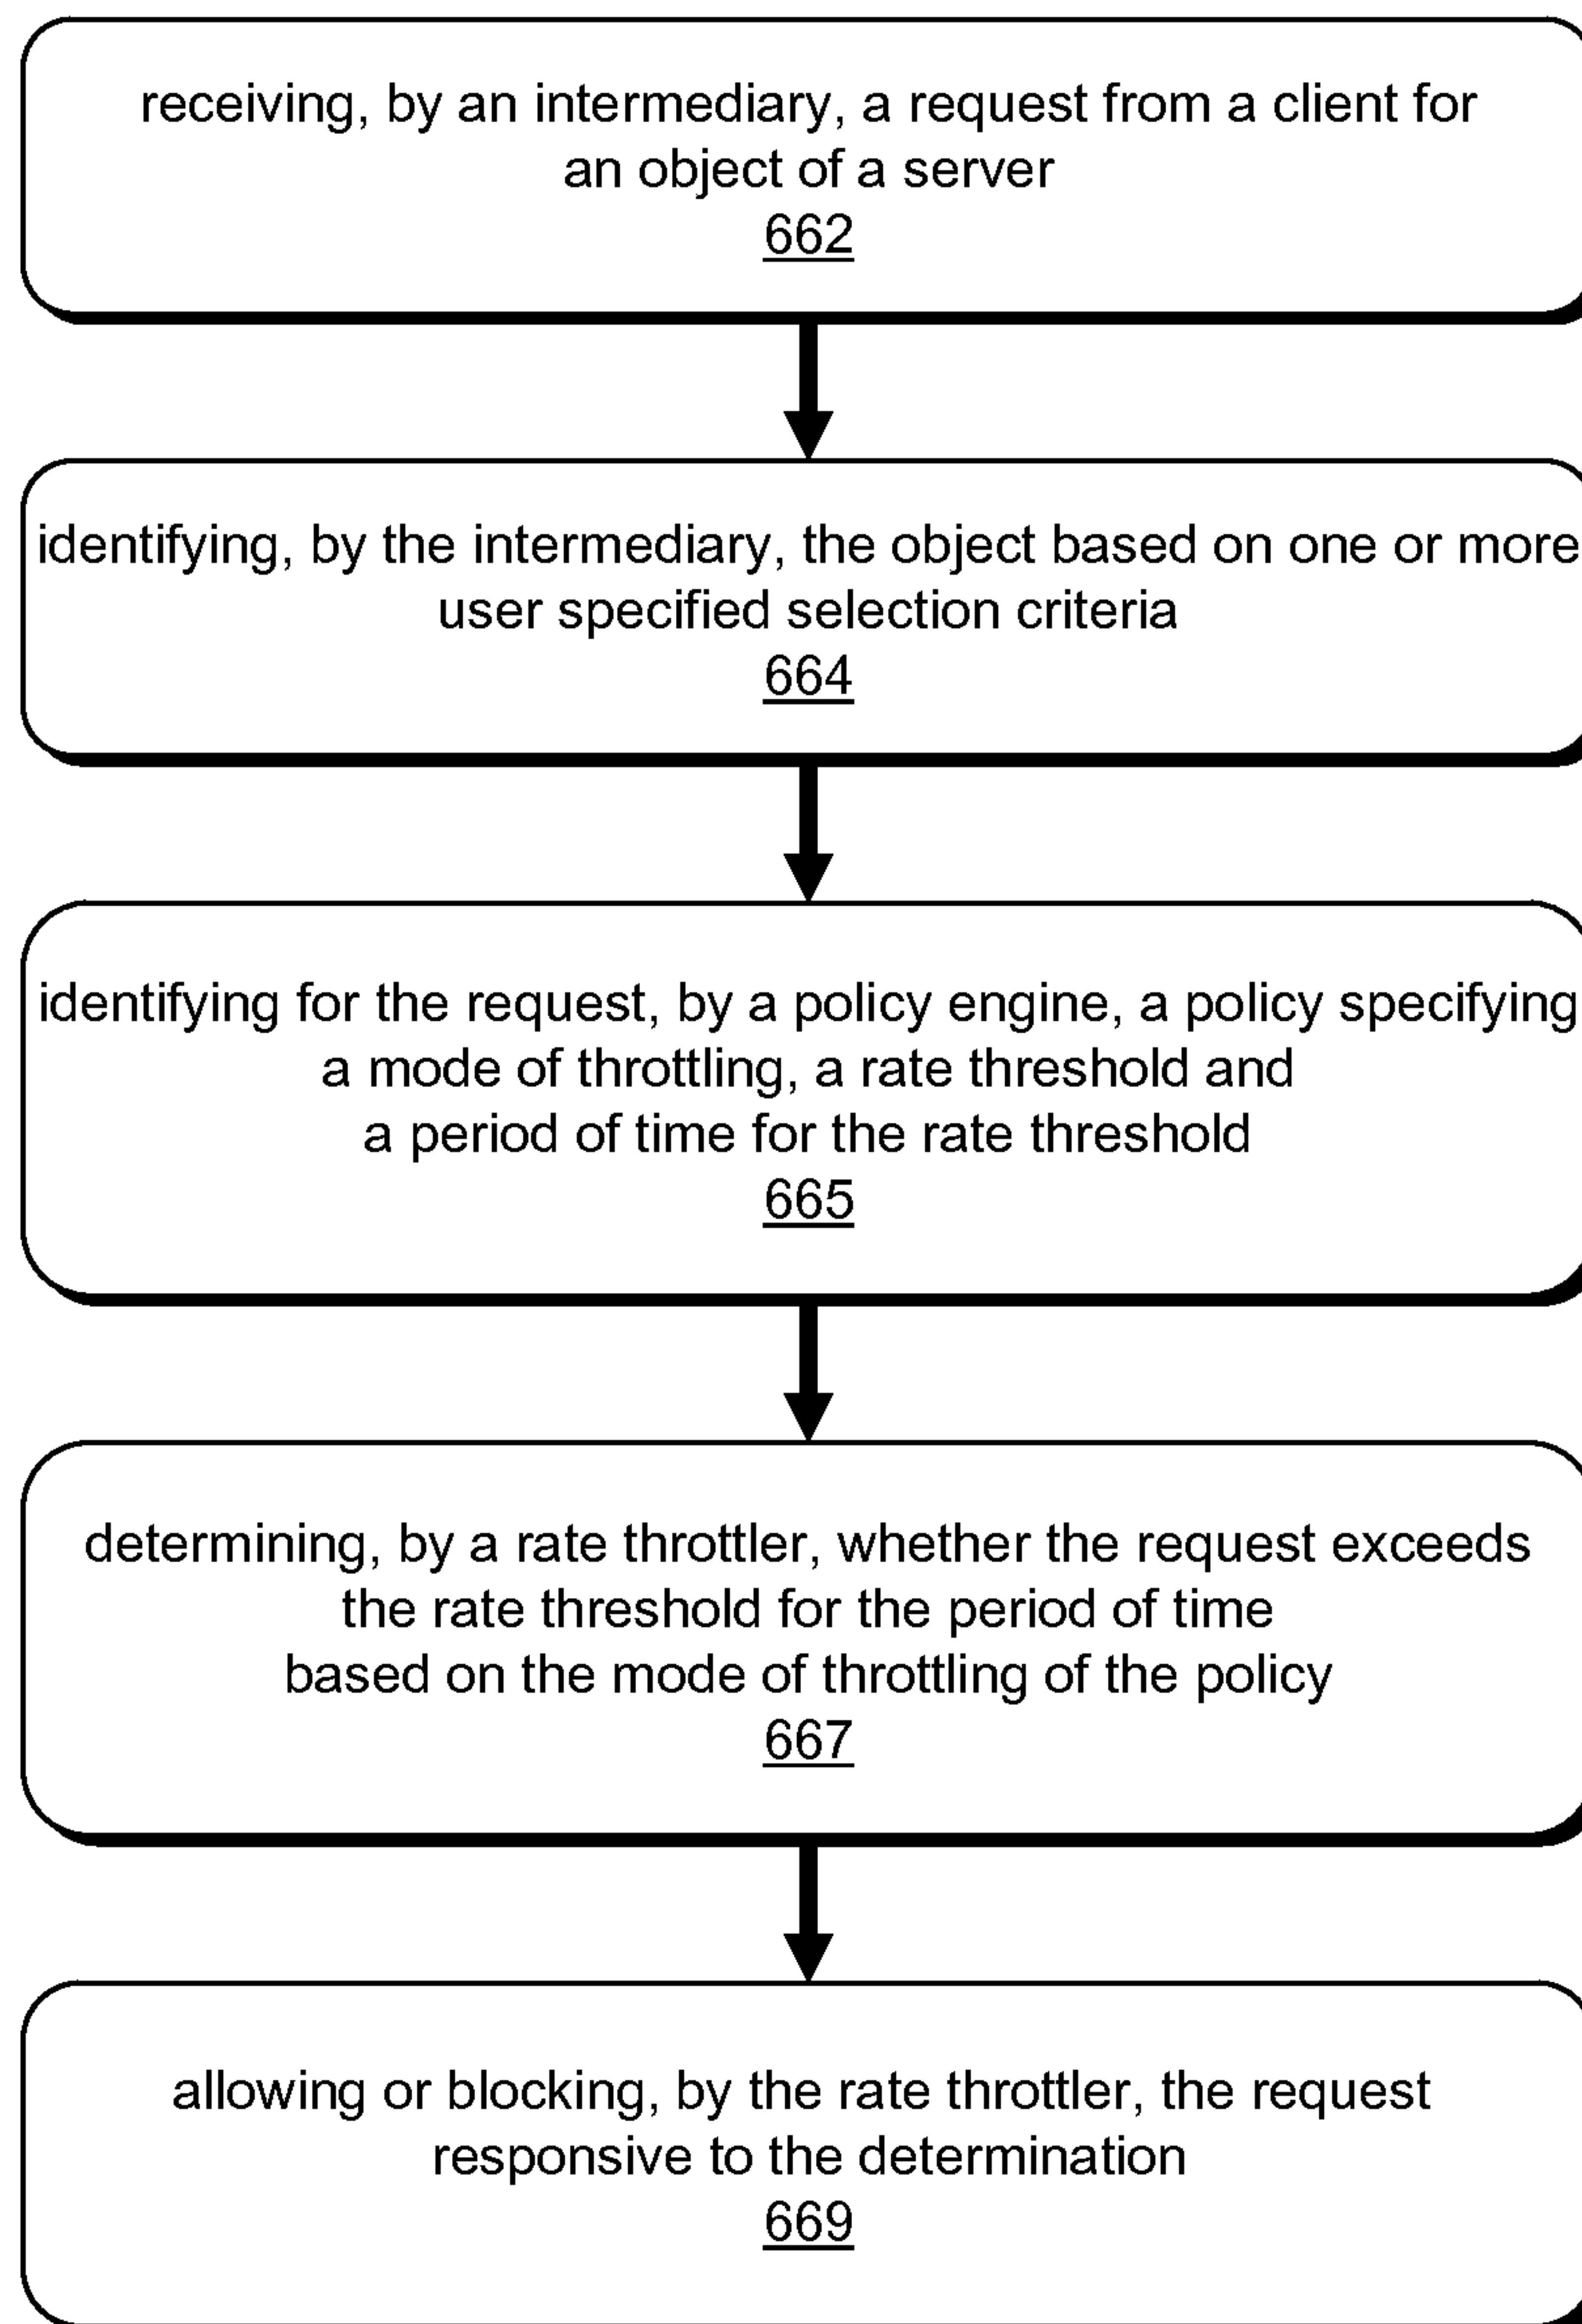 receiving, by an intermediary, a request from a client for
an object of a server
662
identifying, by the intermediary, the object based on one or more
user specified selection criteria
664
identifying for the request, by a policy engine, a policy specifying
a mode of throttling, a rate threshold and
a period of time for the rate threshold
665
determining, by a rate throttler, whether the request exceeds
the rate threshold for the period of time
based on the mode of throttling of the policy
667
allowing or blocking, by the rate throttler, the request
responsive to the determination
669